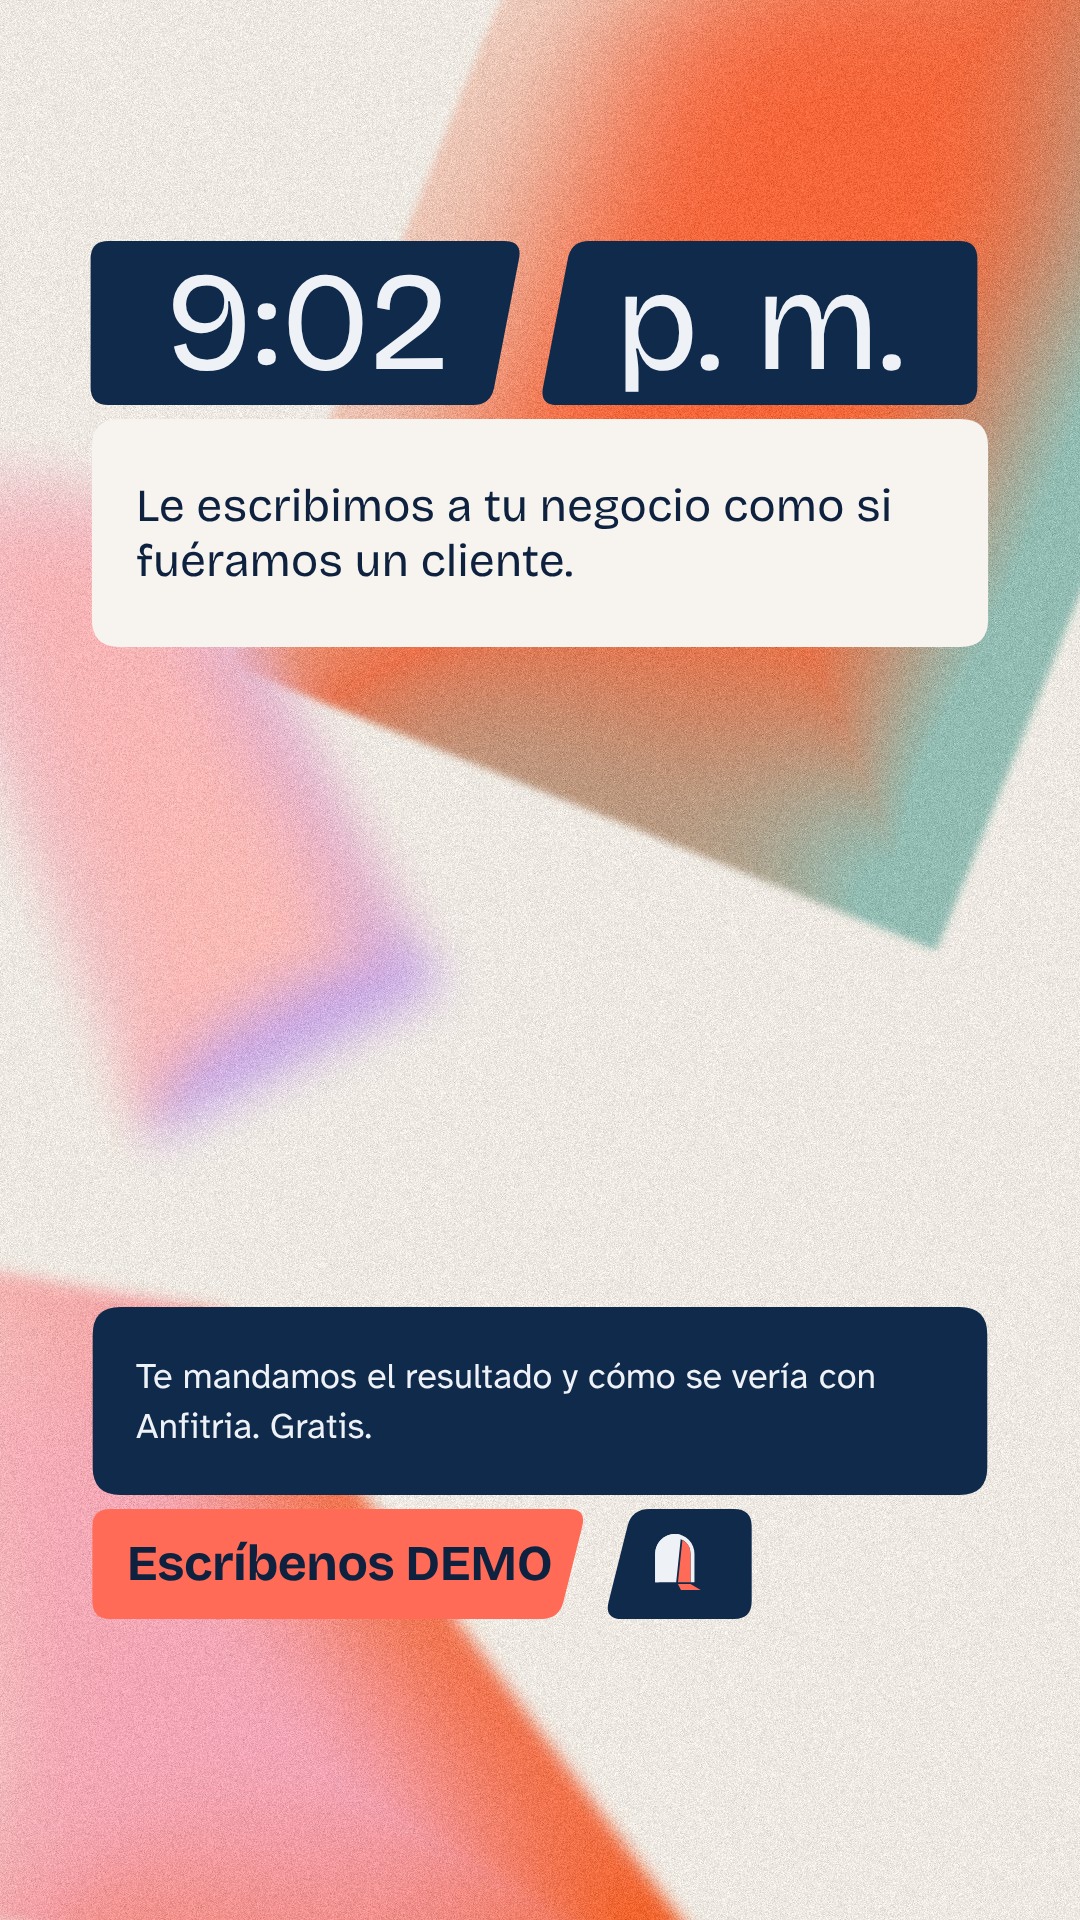 9:02 p. m.
Le escribimos a tu negocio como si
fuéramos un cliente.
Te mandamos el resultado y cómo se vería con
Anfitria. Gratis.
Escríbenos DEMO